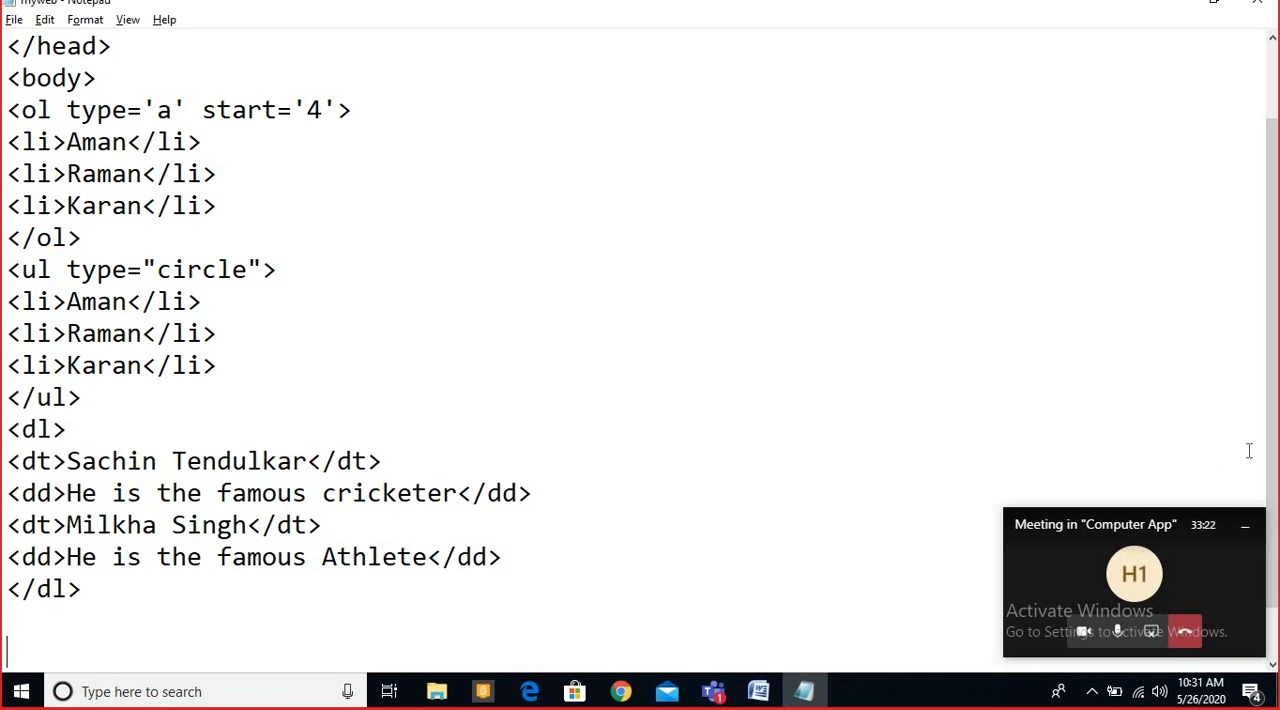 myweb - Notepad
File Edit Format View Help
</head>
<body>
<ol type='a' start='4'>
<li>Aman</li>
<li>Raman</li>
<li>Karan</li>
</ol>
<ul type="circle">
<li>Aman</li>
<li>Raman</li>
<li>Karan</li>
</ul>
<dl>
<dt>Sachin Tendulkar</dt>
<dd>He is the famous cricketer</dd>
<dt>Milkha Singh</dt>
<dd>He is the famous Athlete</dd>
</dl>
Meeting in "Computer App" 33:22
H1
Activate Windows
Go to Settings to activate Windows.
Type here to search
1
10:31 AM
5/26/2020
4